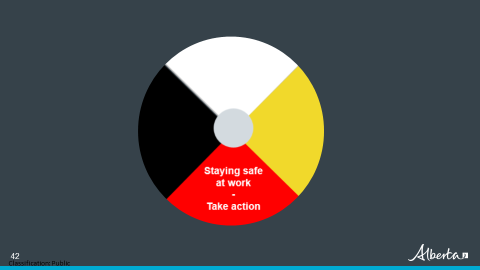 Staying safe
at work
-
Take action
42
Classification: Public
Alberta